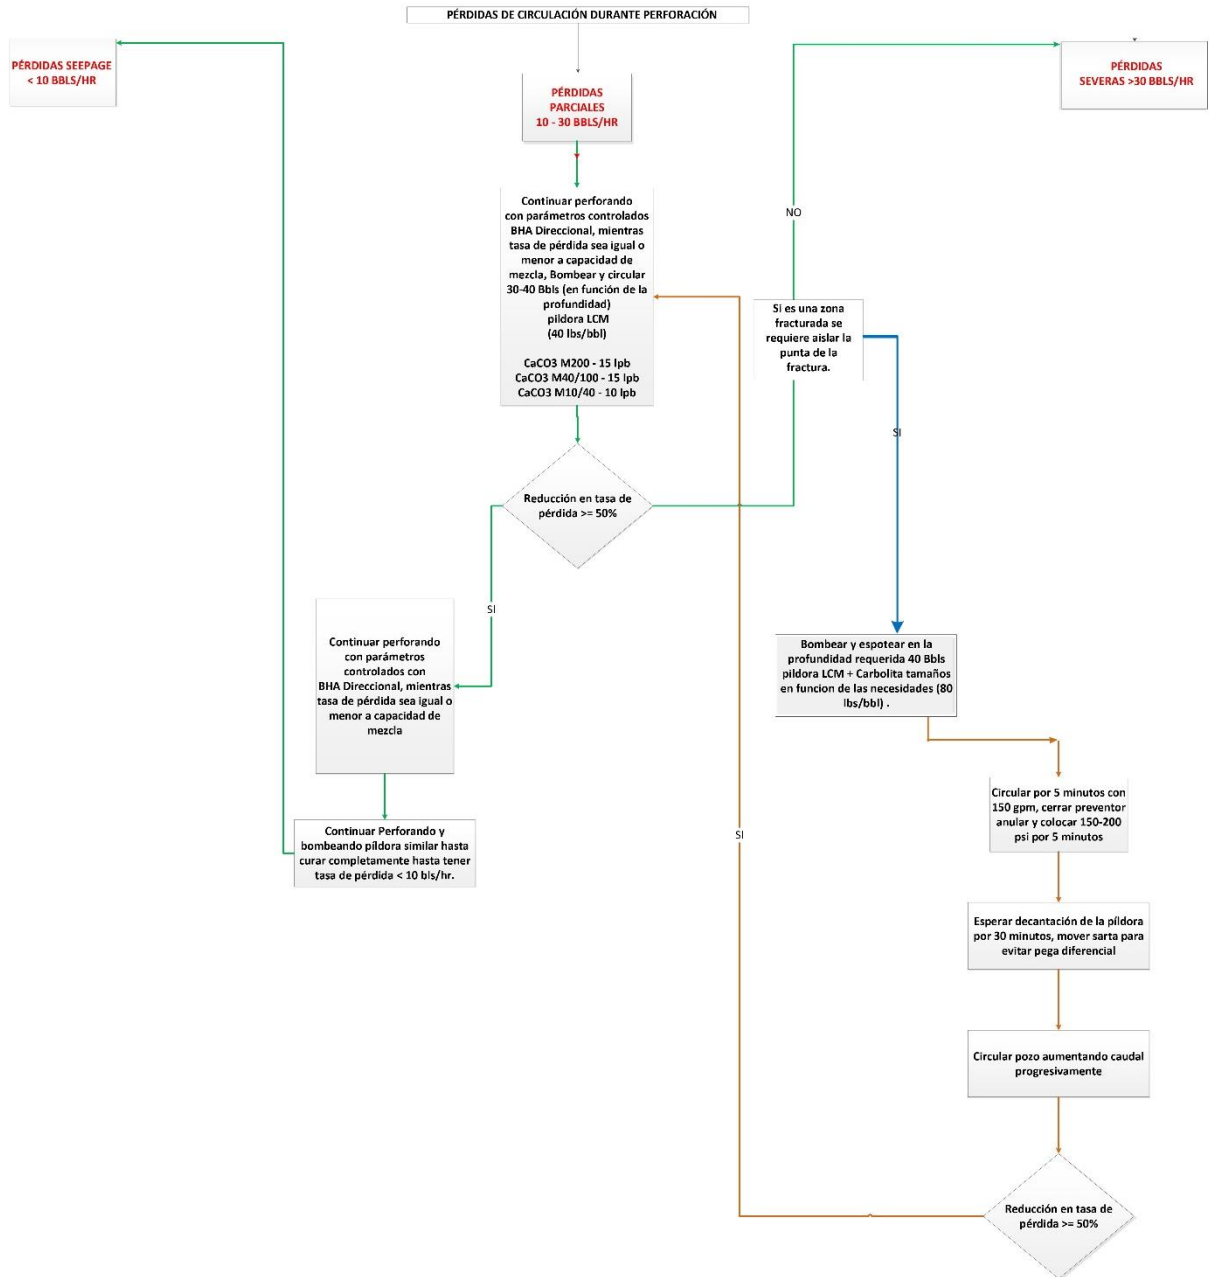 PÉRDIDAS DE CIRCULACIÓN DURANTE PERFORACIÓN
PÉRDIDAS SEEPAGE
< 10 BBLS/HR
PÉRDIDAS
PARCIALES
10 - 30 BBLS/HR
PÉRDIDAS
SEVERAS >30 BBLS/HR
Continuar perforando
con parámetros controlados
BHA Direccional, mientras
tasa de pérdida sea igual o
menor a capacidad de
mezcla, Bombear y circular
30-40 Bbls (en función de la
profundidad)
pildora LCM
(40 lbs/bbl)
CaCO3 M200 - 15 lpb
CaCO3 M40/100 - 15 lpb
CaCO3 M10/40 - 10 lpb
NO
Si es una zona
fracturada se
requiere aislar la
punta de la
fractura.
SI
Reducción en tasa de
pérdida >= 50%
SI
Continuar perforando
con parámetros
controlados con
BHA Direccional, mientras
tasa de pérdida sea igual o
menor a capacidad de
mezcla
Bombear y espotear en la
profundidad requerida 40 Bbls
pildora LCM + Carbolita tamaños
en funcion de las necesidades (80
lbs/bbl) .
Circular por 5 minutos con
150 gpm, cerrar preventor
anular y colocar 150-200
psi por 5 minutos
SI
Continuar Perforando y
bombeando píldora similar hasta
curar completamente hasta tener
tasa de pérdida < 10 bls/hr.
Esperar decantación de la píldora
por 30 minutos, mover sarta para
evitar pega diferencial
Circular pozo aumentando caudal
progresivamente
Reducción en tasa de
pérdida >= 50%